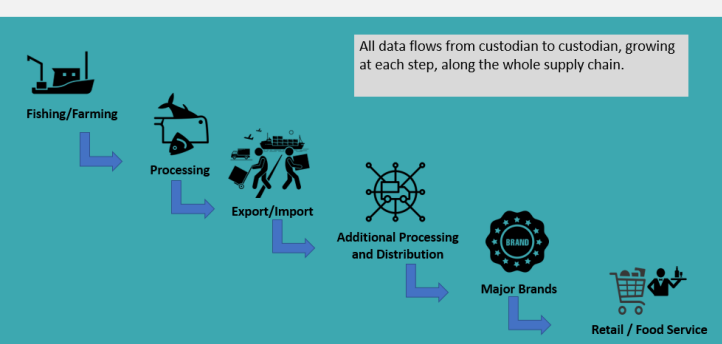 All data flows from custodian to custodian, growing
at each step, along the whole supply chain.
Fishing/Farming
Processing
Export/Import
Additional Processing
and Distribution
BRAND
Major Brands
Retail / Food Service